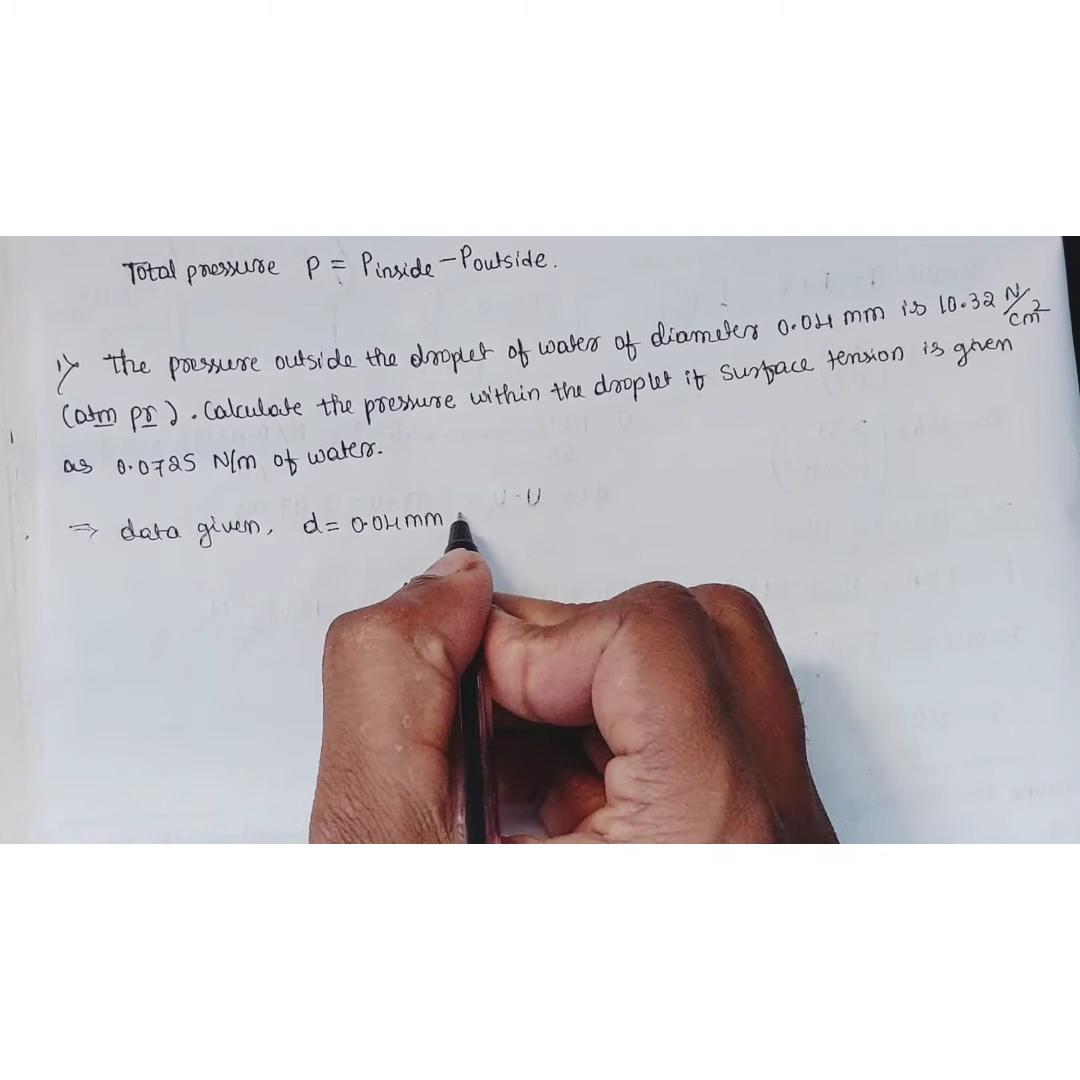 Total pressure P = Pinside - Poutside.
1) The pressure outside the droplet of water of diameter 0.04 mm is 10.32 N/cm²
(atm pr). Calculate the pressure within the droplet if surface tension is given
as 0.0725 N/m of water.
⇒ data given, d = 0.04mm